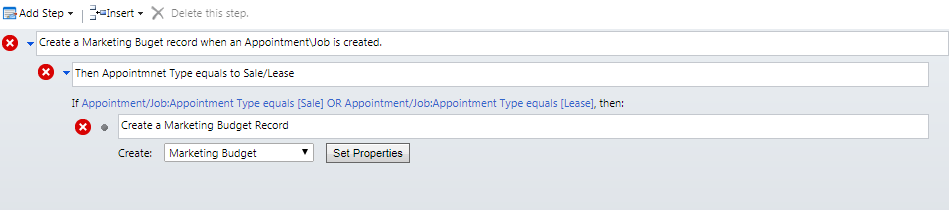 Add Step Insert Delete this step.
Create a Marketing Buget record when an Appointment\Job is created.
Then Appointmnet Type equals to Sale/Lease
If Appointment/Job:Appointment Type equals [Sale] OR Appointment/Job:Appointment Type equals [Lease], then:
Create a Marketing Budget Record
Create: Marketing Budget Set Properties